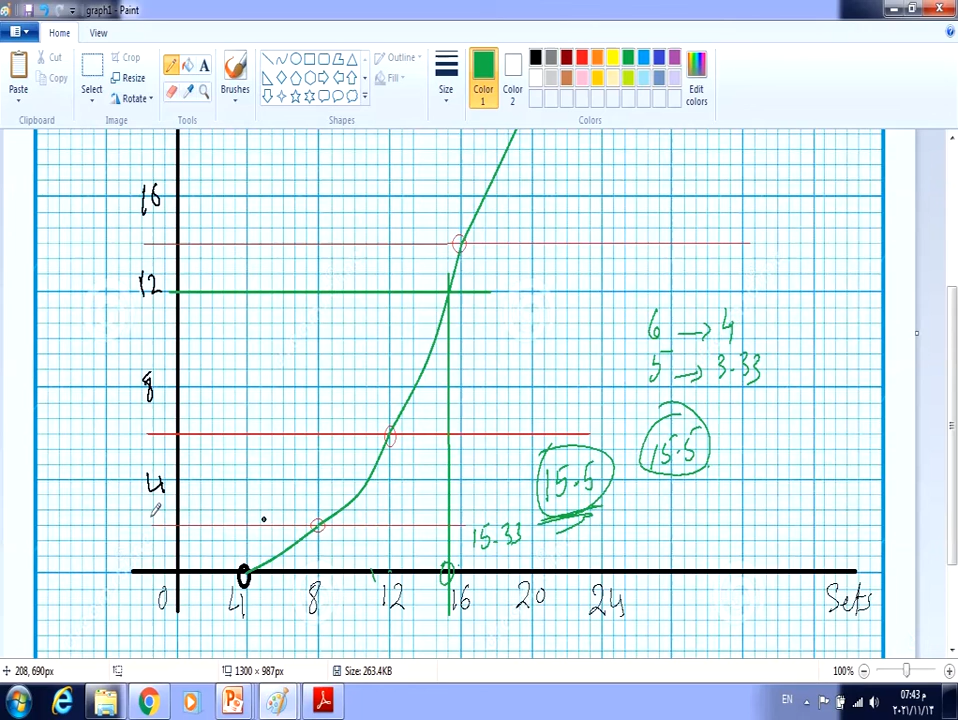 graph1 - Paint
Home View
Cut
Copy
Paste
Clipboard
Crop
Resize
Rotate
Select
Image
Tools
Brushes
Outline
Fill
Shapes
Size
Color 1
Color 2
Edit colors
Colors
16
12
8
4
6 → 4
5 → 3.33
15.5
15.5
15.33
0 4 8 12 16 20 24 Sets
208, 690px
1300 × 987px
Size: 263.4KB
100%
EN
07:43 م
٢٠٢١/١١/١٣